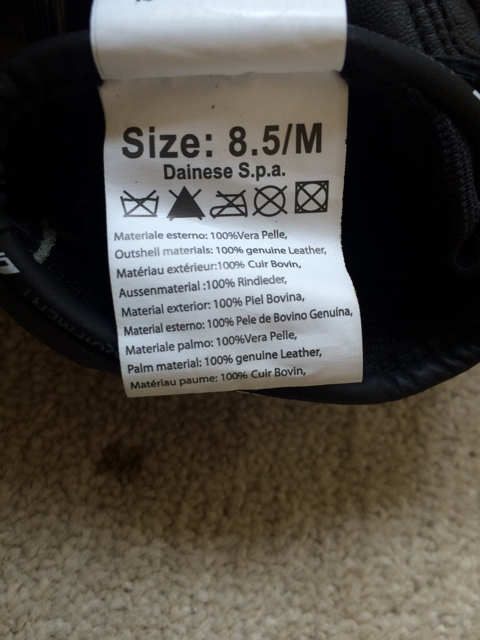 Size: 8.5/M
Dainese S.p.a.
Materiale esterno: 100%Vera Pelle,
Outshell materials: 100% genuine Leather,
Matériau extérieur:100% Cuir Bovin,
Aussenmaterial :100% Rindleder,
Material exterior: 100% Piel Bovina,
Material esterno: 100% Pele de Bovino Genuína,
Materiale palmo: 100%Vera Pelle,
Palm material: 100% genuine Leather,
Matériau paume: 100% Cuir Bovin,